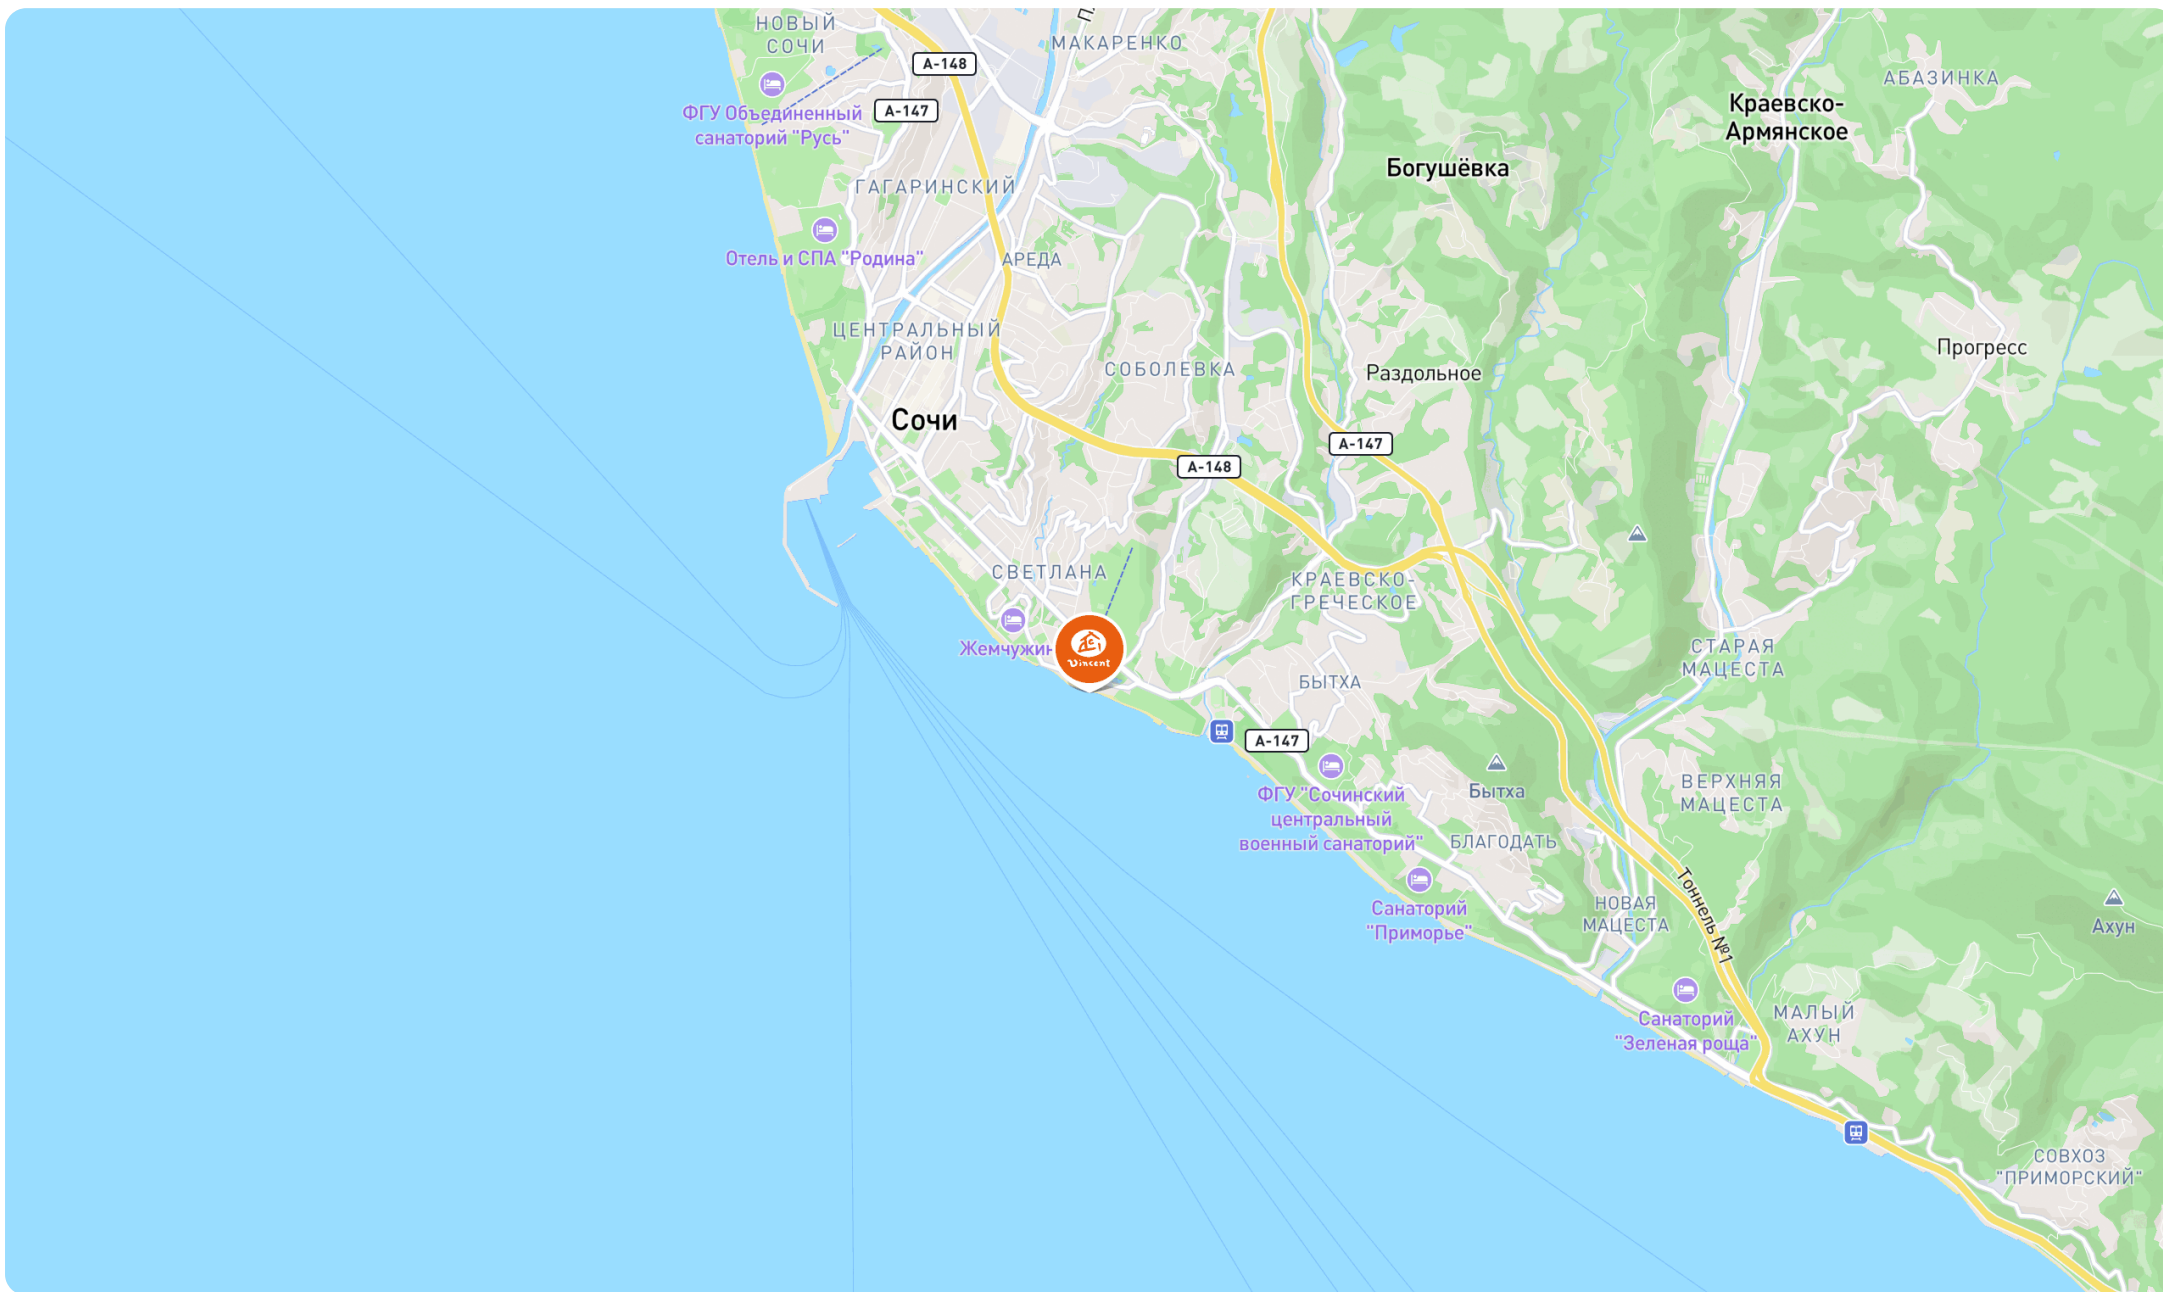 НОВЫЙ
СОЧИ
П.
МАКАРЕНКО
А-148
АБАЗИНКА
ФГУ Объединенный
санаторий "Русь"
А-147
Краевско-
Армянское
Богушёвка
ГАГАРИНСКИЙ
Отель и СПА "Родина"
АРЕДА
ЦЕНТРАЛЬНЫЙ
РАЙОН
Прогресс
СОБОЛЕВКА
Раздольное
Сочи
А-147
А-148
СВЕТЛАНА
КРАЕВСКО-
ГРЕЧЕСКОЕ
Жемчужин
Vincent
СТАРАЯ
МАЦЕСТА
БЫТХА
А-147
ФГУ "Сочинский
центральный
военный санаторий"
Бытха
ВЕРХНЯЯ
МАЦЕСТА
БЛАГОДАТЬ
Тоннель №1
Санаторий
"Приморье"
НОВАЯ
МАЦЕСТА
Ахун
Санаторий
"Зеленая роща"
МАЛЫЙ
АХУН
СОВХОЗ
"ПРИМОРСКИЙ"